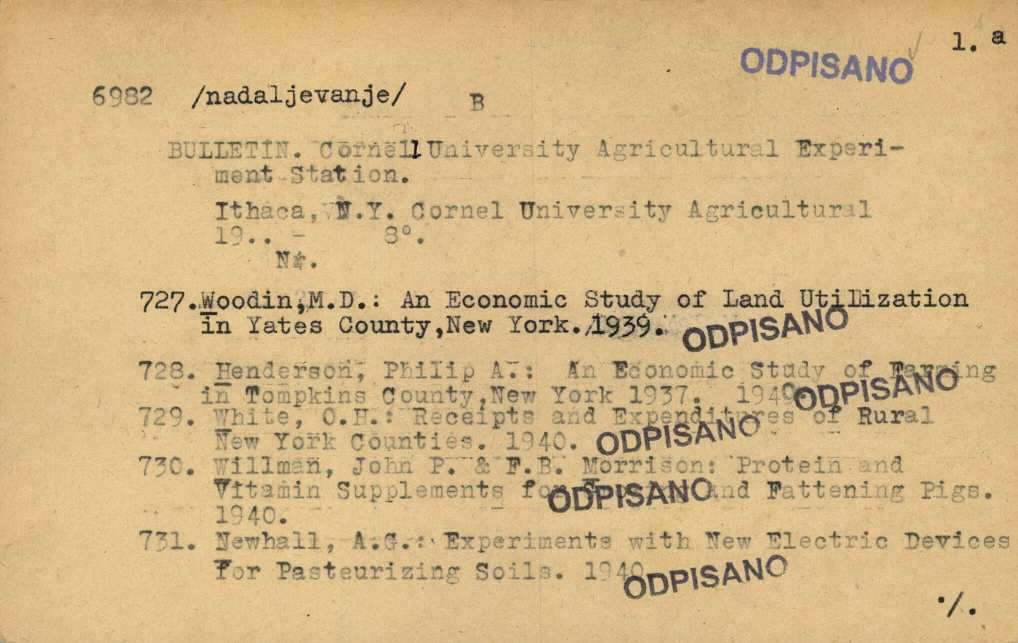 1. a
ODPISANO
6982 /nadaljevanje/ B
BULLETIN. Cornell University Agricultural Experi-
ment Station.
Ithaca, N.Y. Cornel University Agricultural
19.. - 8°.
Nr.
727. Woodin,M.D.: An Economic Study of Land Utilization
in Yates County,New York. 1939.
ODPISANO
728. Henderson, Philip A.: An Economic Study of Farming
in Tompkins County,New York 1937. 1940.
ODPISANO
729. White, O.H.: Receipts and Expenditures of Rural
New York Counties. 1940.
ODPISANO
730. Willman, John P. & F.B. Morrison: Protein and
Vitamin Supplements for and Fattening Pigs.
ODPISANO
1940.
731. Newhall, A.G.: Experiments with New Electric Devices
For Pasteurizing Soils. 1940
ODPISANO
./.